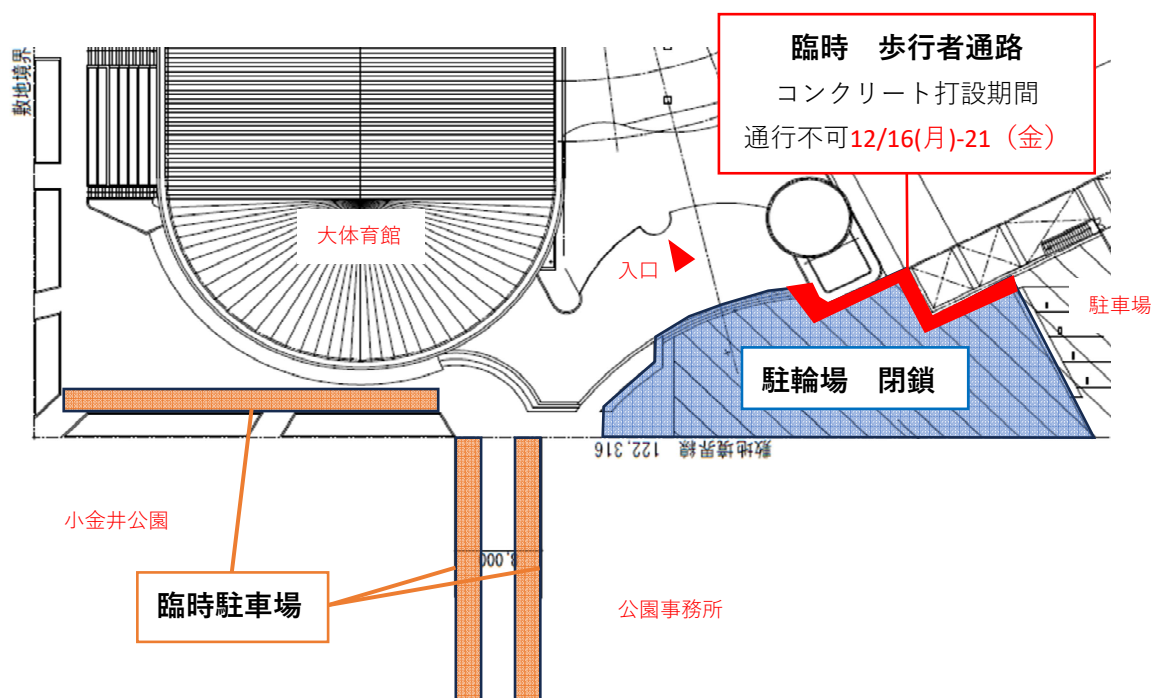 敷地境界
臨時　歩行者通路
コンクリート打設期間
通行不可12/16(月)-21（金）
大体育館
入口
駐車場
駐輪場　閉鎖
敷地境界線 122,316
小金井公園
臨時駐車場
公園事務所